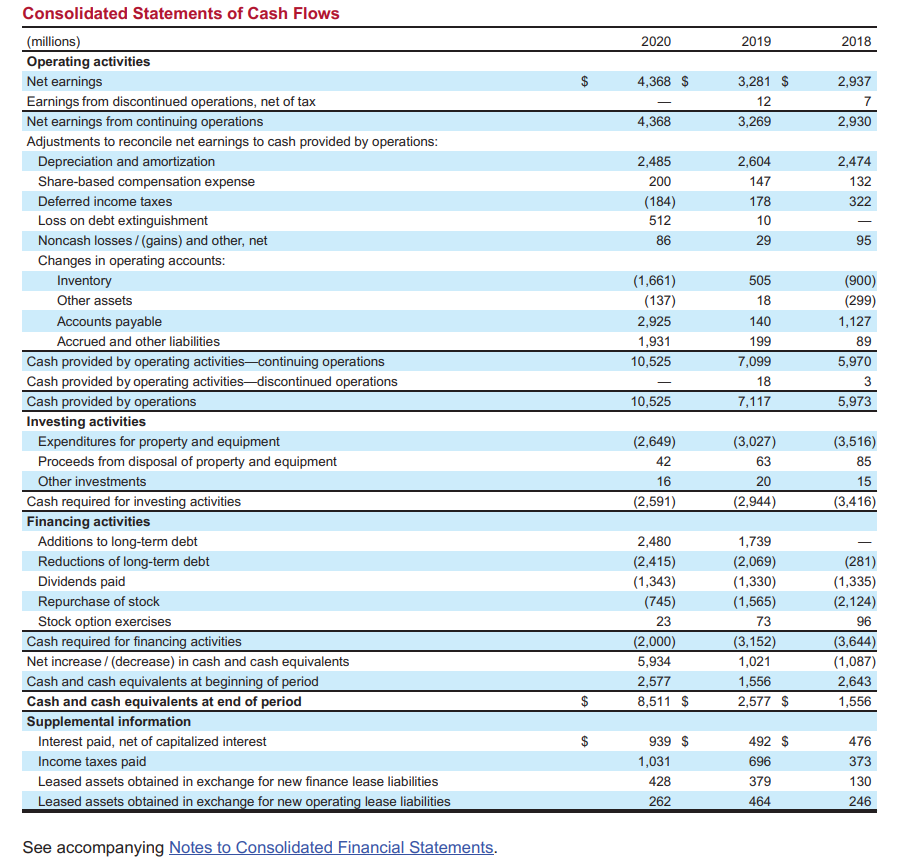 Consolidated Statements of Cash Flows
(millions) 2020 2019 2018
Operating activities
Net earnings $ 4,368 $ 3,281 $ 2,937
Earnings from discontinued operations, net of tax — 12 7
Net earnings from continuing operations 4,368 3,269 2,930
Adjustments to reconcile net earnings to cash provided by operations:
Depreciation and amortization 2,485 2,604 2,474
Share-based compensation expense 200 147 132
Deferred income taxes (184) 178 322
Loss on debt extinguishment 512 10 —
Noncash losses / (gains) and other, net 86 29 95
Changes in operating accounts:
Inventory (1,661) 505 (900)
Other assets (137) 18 (299)
Accounts payable 2,925 140 1,127
Accrued and other liabilities 1,931 199 89
Cash provided by operating activities—continuing operations 10,525 7,099 5,970
Cash provided by operating activities—discontinued operations — 18 3
Cash provided by operations 10,525 7,117 5,973
Investing activities
Expenditures for property and equipment (2,649) (3,027) (3,516)
Proceeds from disposal of property and equipment 42 63 85
Other investments 16 20 15
Cash required for investing activities (2,591) (2,944) (3,416)
Financing activities
Additions to long-term debt 2,480 1,739 —
Reductions of long-term debt (2,415) (2,069) (281)
Dividends paid (1,343) (1,330) (1,335)
Repurchase of stock (745) (1,565) (2,124)
Stock option exercises 23 73 96
Cash required for financing activities (2,000) (3,152) (3,644)
Net increase / (decrease) in cash and cash equivalents 5,934 1,021 (1,087)
Cash and cash equivalents at beginning of period 2,577 1,556 2,643
Cash and cash equivalents at end of period $ 8,511 $ 2,577 $ 1,556
Supplemental information
Interest paid, net of capitalized interest $ 939 $ 492 $ 476
Income taxes paid 1,031 696 373
Leased assets obtained in exchange for new finance lease liabilities 428 379 130
Leased assets obtained in exchange for new operating lease liabilities 262 464 246
See accompanying Notes to Consolidated Financial Statements.